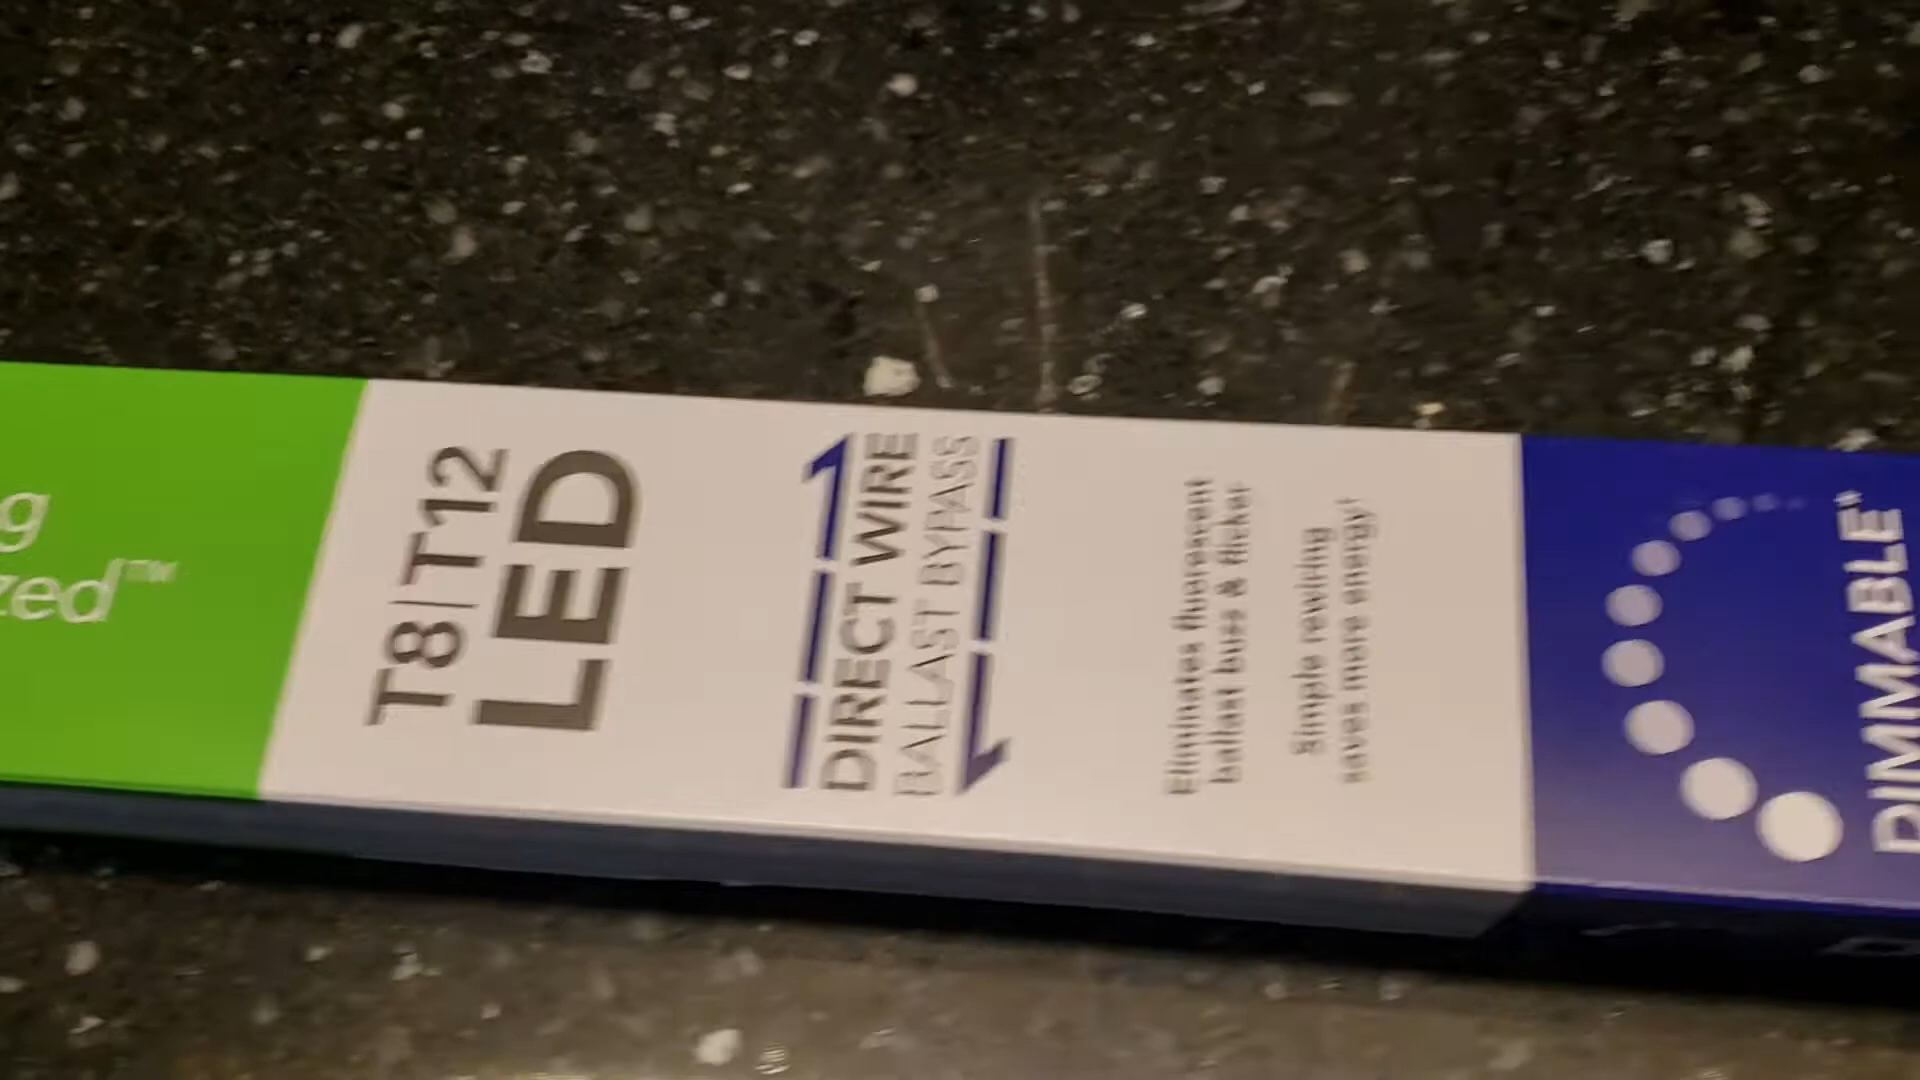 g
zed™
T8|T12
LED
DIRECT WIRE
BALLAST BYPASS
Eliminates fluorescent
ballast buzz & flicker
Simple rewiring
saves more energy†
DIMMABLE*